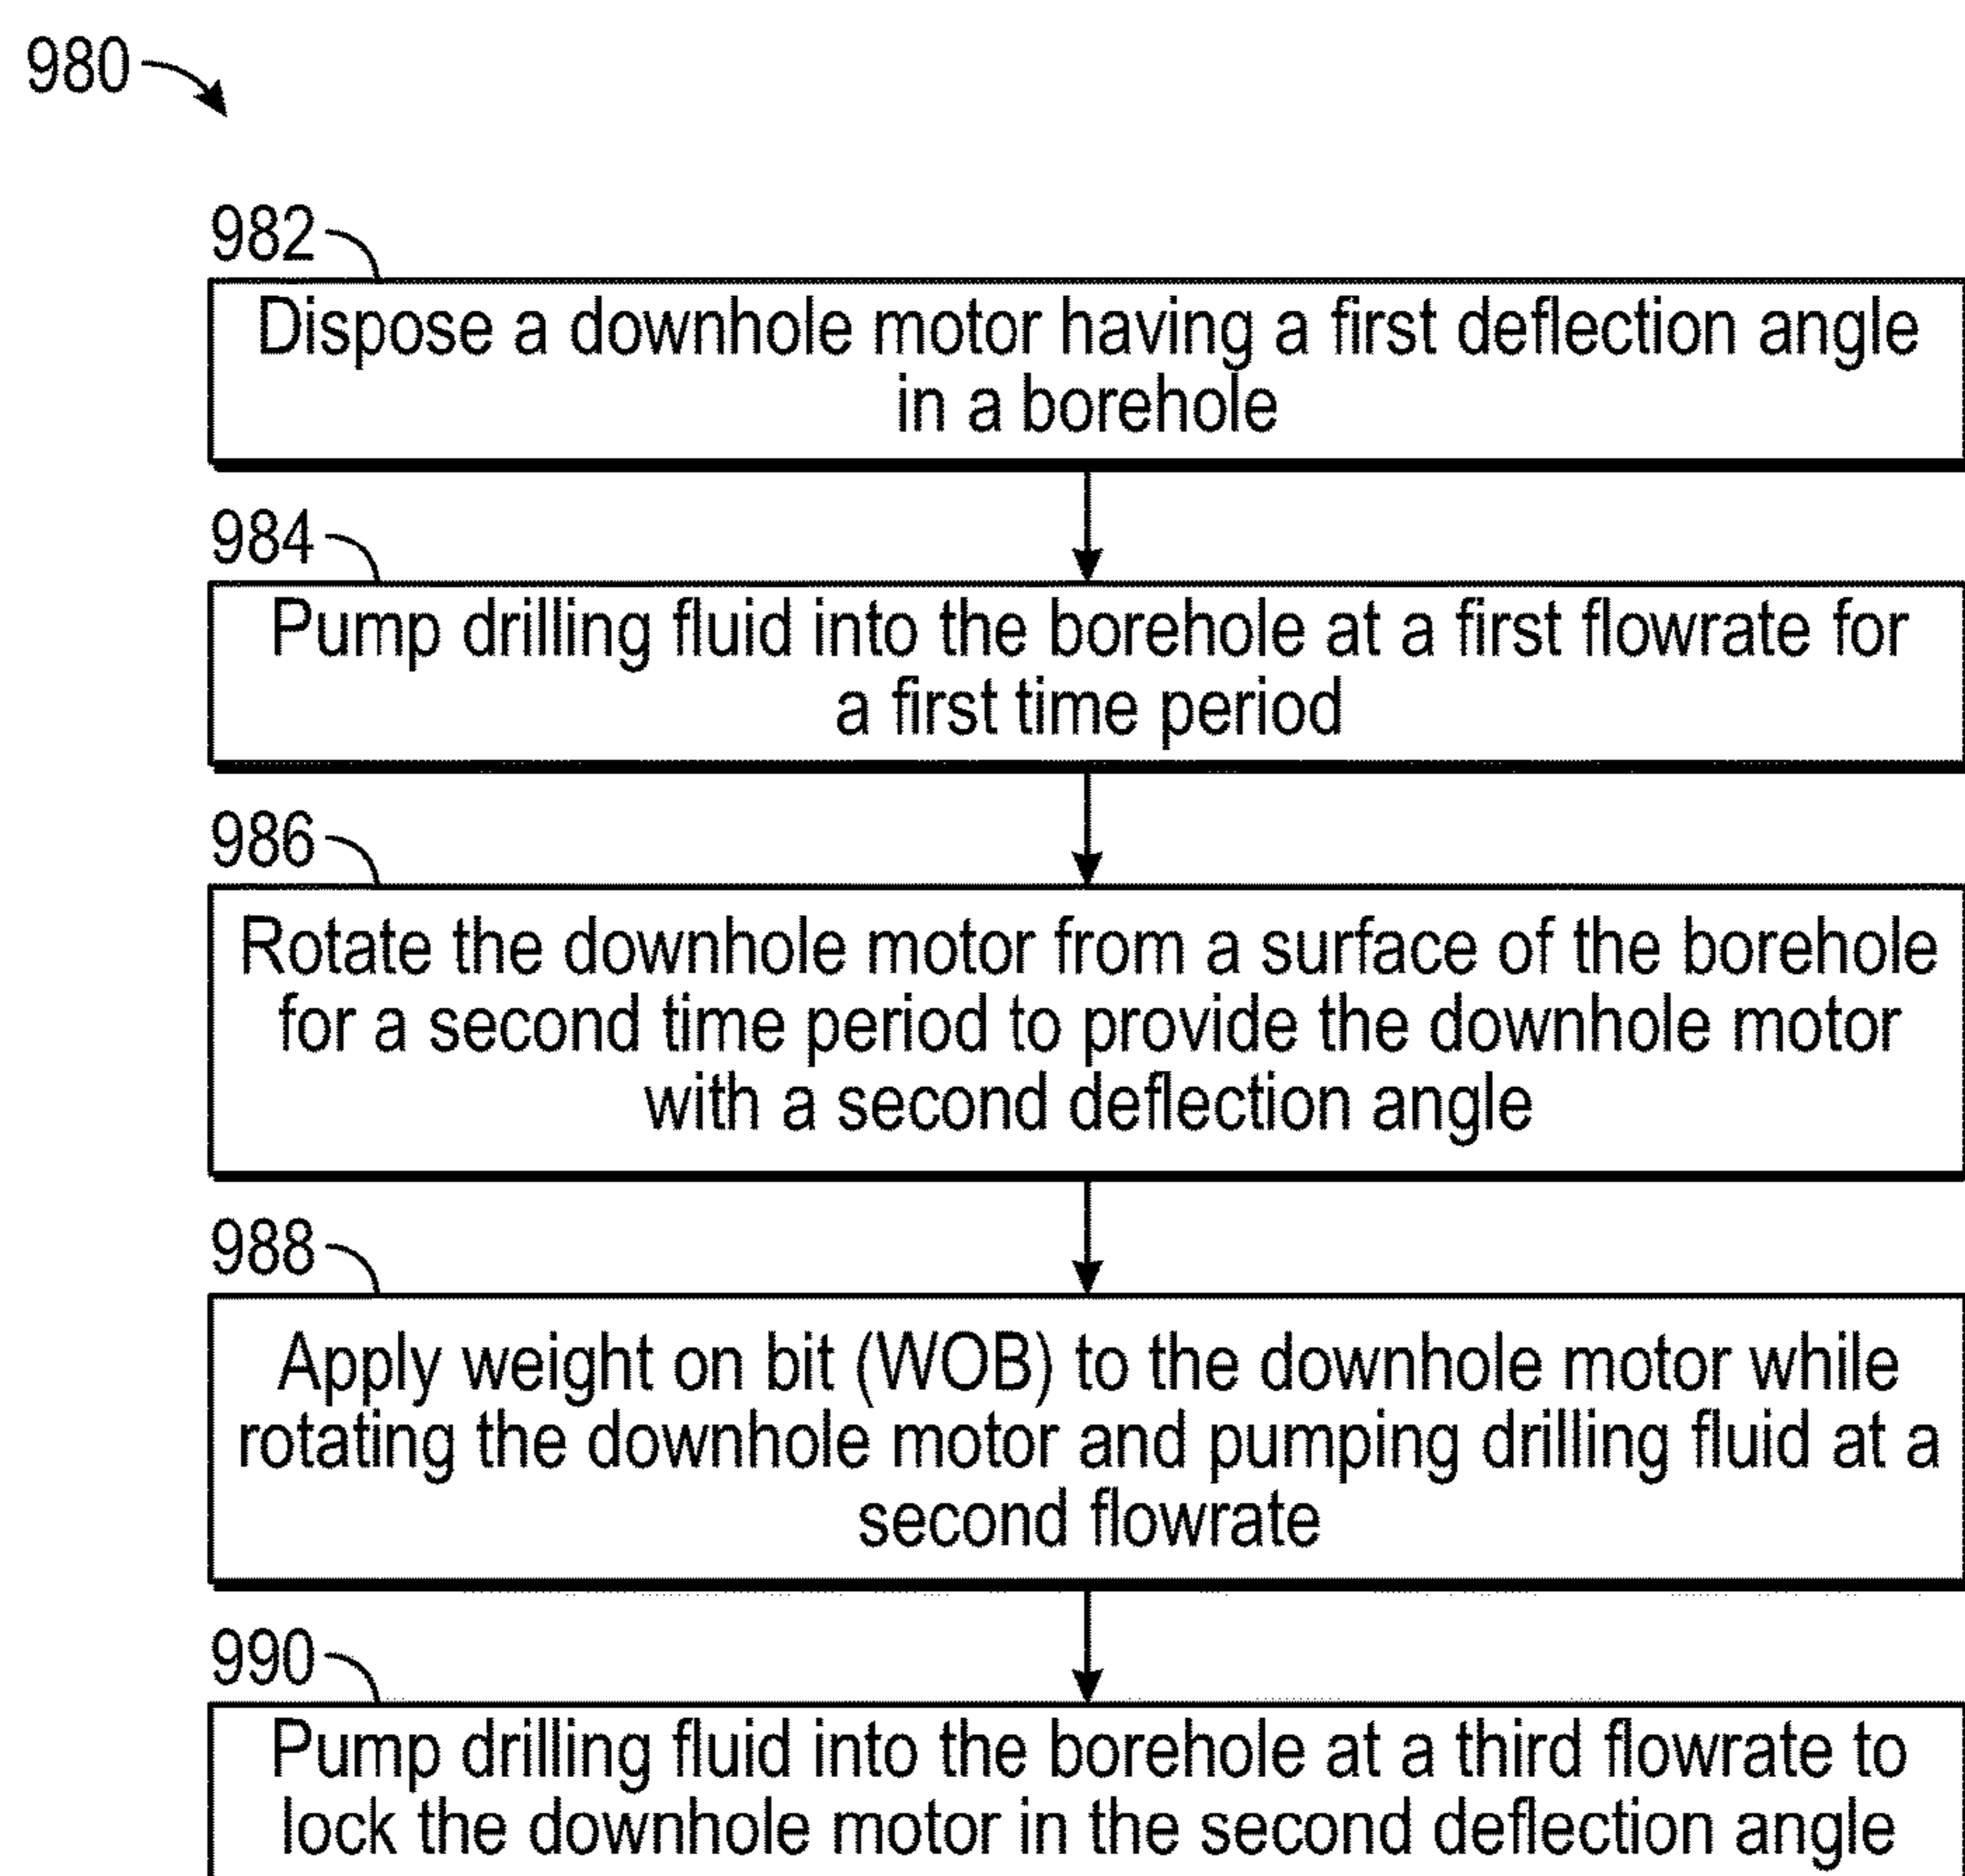 980
982
Dispose a downhole motor having a first deflection angle
in a borehole
984
Pump drilling fluid into the borehole at a first flowrate for
a first time period
986
Rotate the downhole motor from a surface of the borehole
for a second time period to provide the downhole motor
with a second deflection angle
988
Apply weight on bit (WOB) to the downhole motor while
rotating the downhole motor and pumping drilling fluid at a
second flowrate
990
Pump drilling fluid into the borehole at a third flowrate to
lock the downhole motor in the second deflection angle